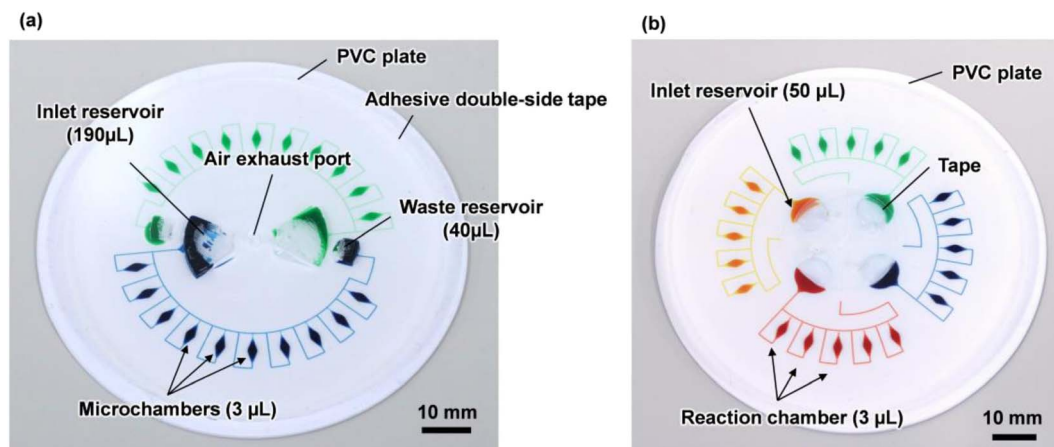 (a)
PVC plate
Adhesive double-side tape
Inlet reservoir
(190µL)
Air exhaust port
Waste reservoir
(40µL)
Microchambers (3 µL)
10 mm
(b)
PVC plate
Inlet reservoir (50 µL)
Tape
Reaction chamber (3 µL)
10 mm